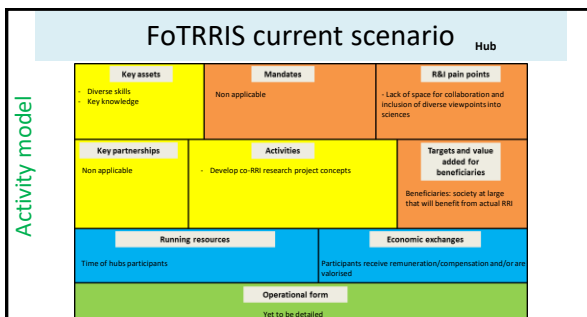 FoTRRIS current scenario Hub
Activity model
Key assets
- Diverse skills
- Key knowledge
Mandates
Non applicable
R&I pain points
- Lack of space for collaboration and
inclusion of diverse viewpoints into
sciences
Key partnerships
Non applicable
Activities
- Develop co-RRI research project concepts
Targets and value
added for
beneficiaries
Beneficiaries: society at large
that will benefit from actual RRI
Running resources
Time of hubs participants
Economic exchanges
Participants receive remuneration/compensation and/or are
valorised
Operational form
Yet to be detailed